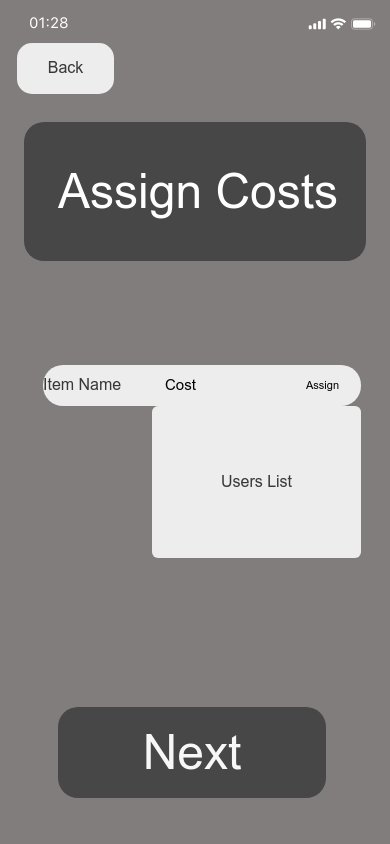 01:28
Back
Assign Costs
Item Name Cost Assign
Users List
Next